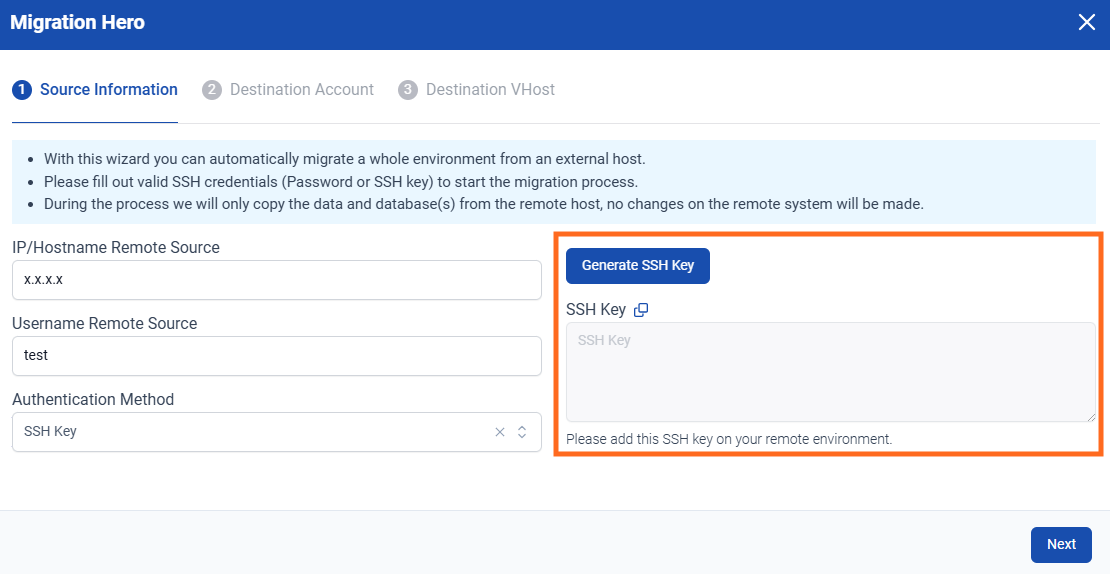 Migration Hero
1 Source Information 2 Destination Account 3 Destination VHost
• With this wizard you can automatically migrate a whole environment from an external host.
• Please fill out valid SSH credentials (Password or SSH key) to start the migration process.
• During the process we will only copy the data and database(s) from the remote host, no changes on the remote system will be made.
IP/Hostname Remote Source
x.x.x.x
Username Remote Source
test
Authentication Method
SSH Key
Generate SSH Key
SSH Key
SSH Key
Please add this SSH key on your remote environment.
Next